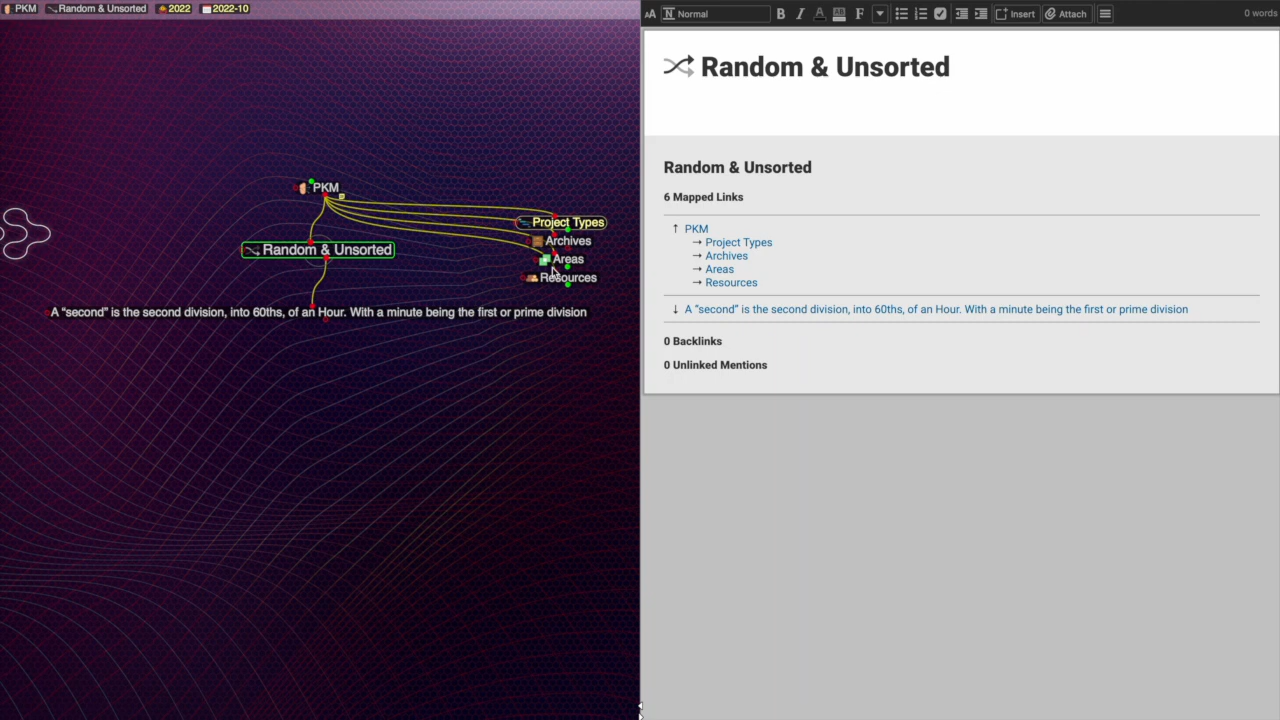 PKM
Random & Unsorted
2022
2022-10
PKM
Project Types
Archives
Areas
Resources
Random & Unsorted
A “second” is the second division, into 60ths, of an Hour. With a minute being the first or prime division
AA N Normal B I A AB F Insert Attach 0 words
Random & Unsorted
Random & Unsorted
6 Mapped Links
↑ PKM
→ Project Types
→ Archives
→ Areas
→ Resources
↓ A “second” is the second division, into 60ths, of an Hour. With a minute being the first or prime division
0 Backlinks
0 Unlinked Mentions